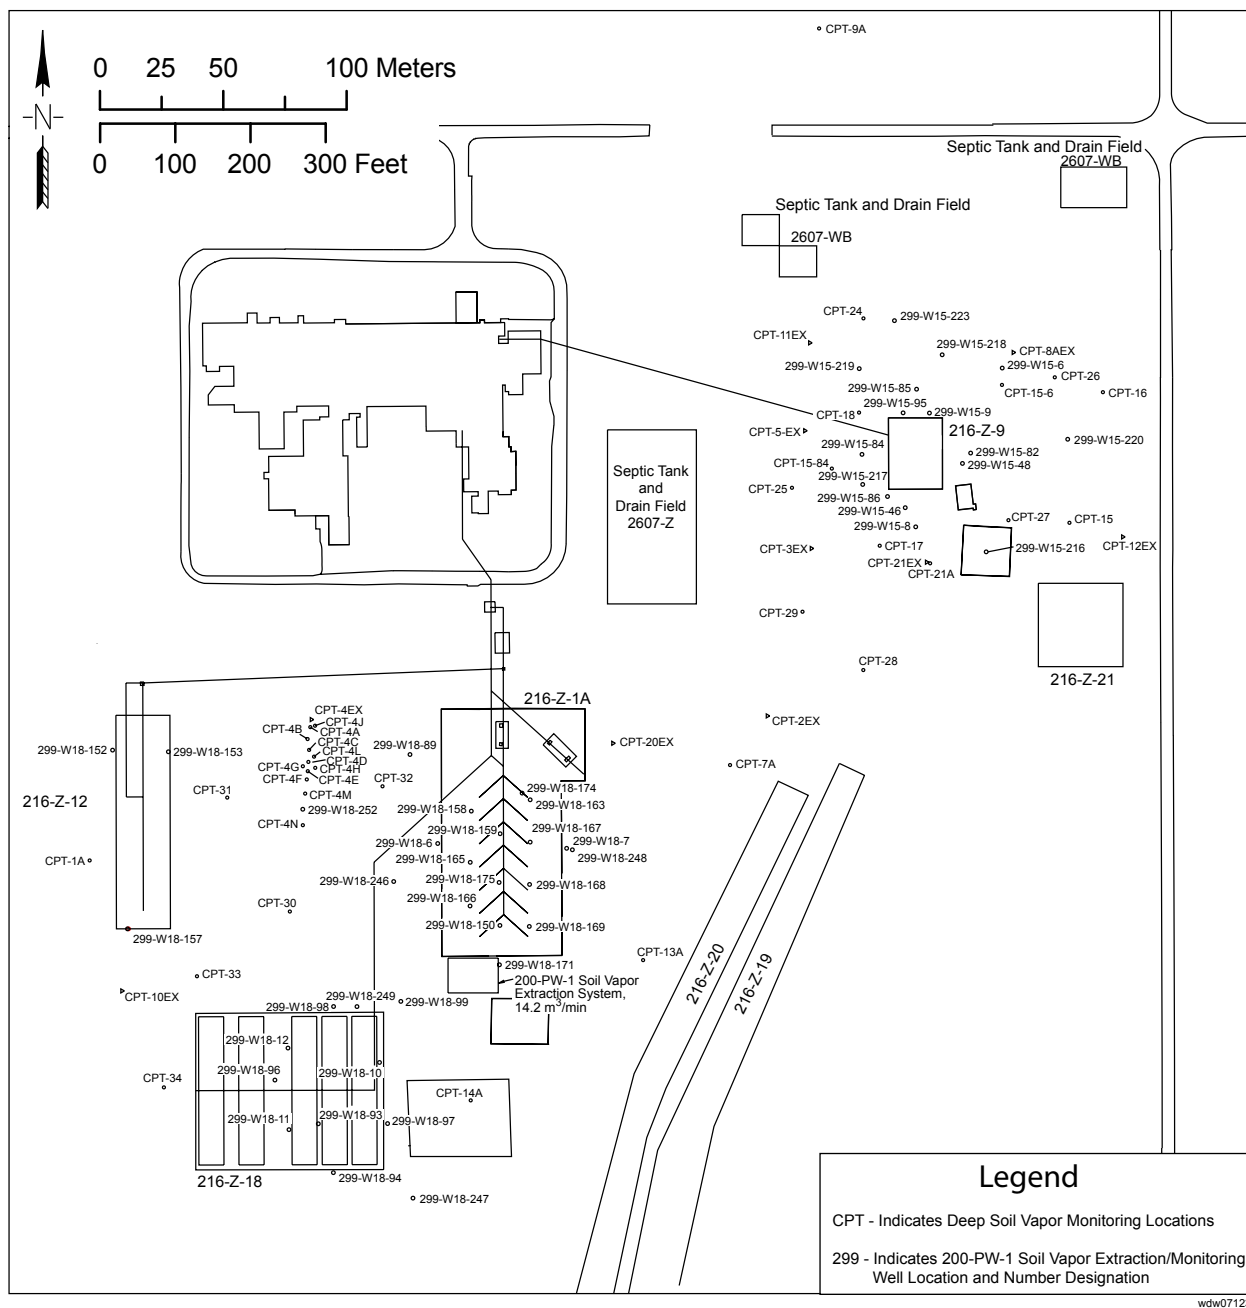 CPT-9A
0 25 50 100 Meters
N
0 100 200 300 Feet
Septic Tank and Drain Field
2607-WB
Septic Tank and Drain Field
2607-WB
CPT-24
299-W15-223
CPT-11EX
299-W15-218
CPT-8AEX
299-W15-219
299-W15-6
CPT-26
299-W15-85
CPT-15-6
CPT-16
299-W15-95
CPT-18
299-W15-9
CPT-5-EX
216-Z-9
299-W15-220
299-W15-84
299-W15-82
CPT-15-84
299-W15-48
299-W15-217
CPT-25
299-W15-86
299-W15-46
299-W15-8
CPT-27
CPT-15
Septic Tank
and
Drain Field
2607-Z
CPT-3EX
CPT-17
299-W15-216
CPT-12EX
CPT-21EX
CPT-21A
CPT-29
CPT-28
216-Z-21
216-Z-1A
CPT-2EX
CPT-20EX
CPT-7A
CPT-4EX
CPT-4J
CPT-4B
CPT-4A
CPT-4C
CPT-4L
CPT-4D
CPT-4G
CPT-4H
CPT-4F
CPT-4E
CPT-4M
299-W18-252
CPT-4N
299-W18-89
CPT-32
299-W18-152
299-W18-153
216-Z-12
CPT-31
299-W18-174
299-W18-163
299-W18-158
299-W18-159
299-W18-167
299-W18-6
299-W18-7
299-W18-248
299-W18-165
CPT-1A
299-W18-246
299-W18-175
299-W18-168
299-W18-166
CPT-30
299-W18-150
299-W18-169
299-W18-157
CPT-13A
299-W18-171
200-PW-1 Soil Vapor
Extraction System,
14.2 m3/min
CPT-33
CPT-10EX
299-W18-249
299-W18-98
299-W18-99
216-Z-20
216-Z-19
299-W18-12
299-W18-96
299-W18-10
CPT-34
CPT-14A
299-W18-11
299-W18-93
299-W18-97
216-Z-18
299-W18-94
299-W18-247
Legend
CPT - Indicates Deep Soil Vapor Monitoring Locations
299 - Indicates 200-PW-1 Soil Vapor Extraction/Monitoring
Well Location and Number Designation